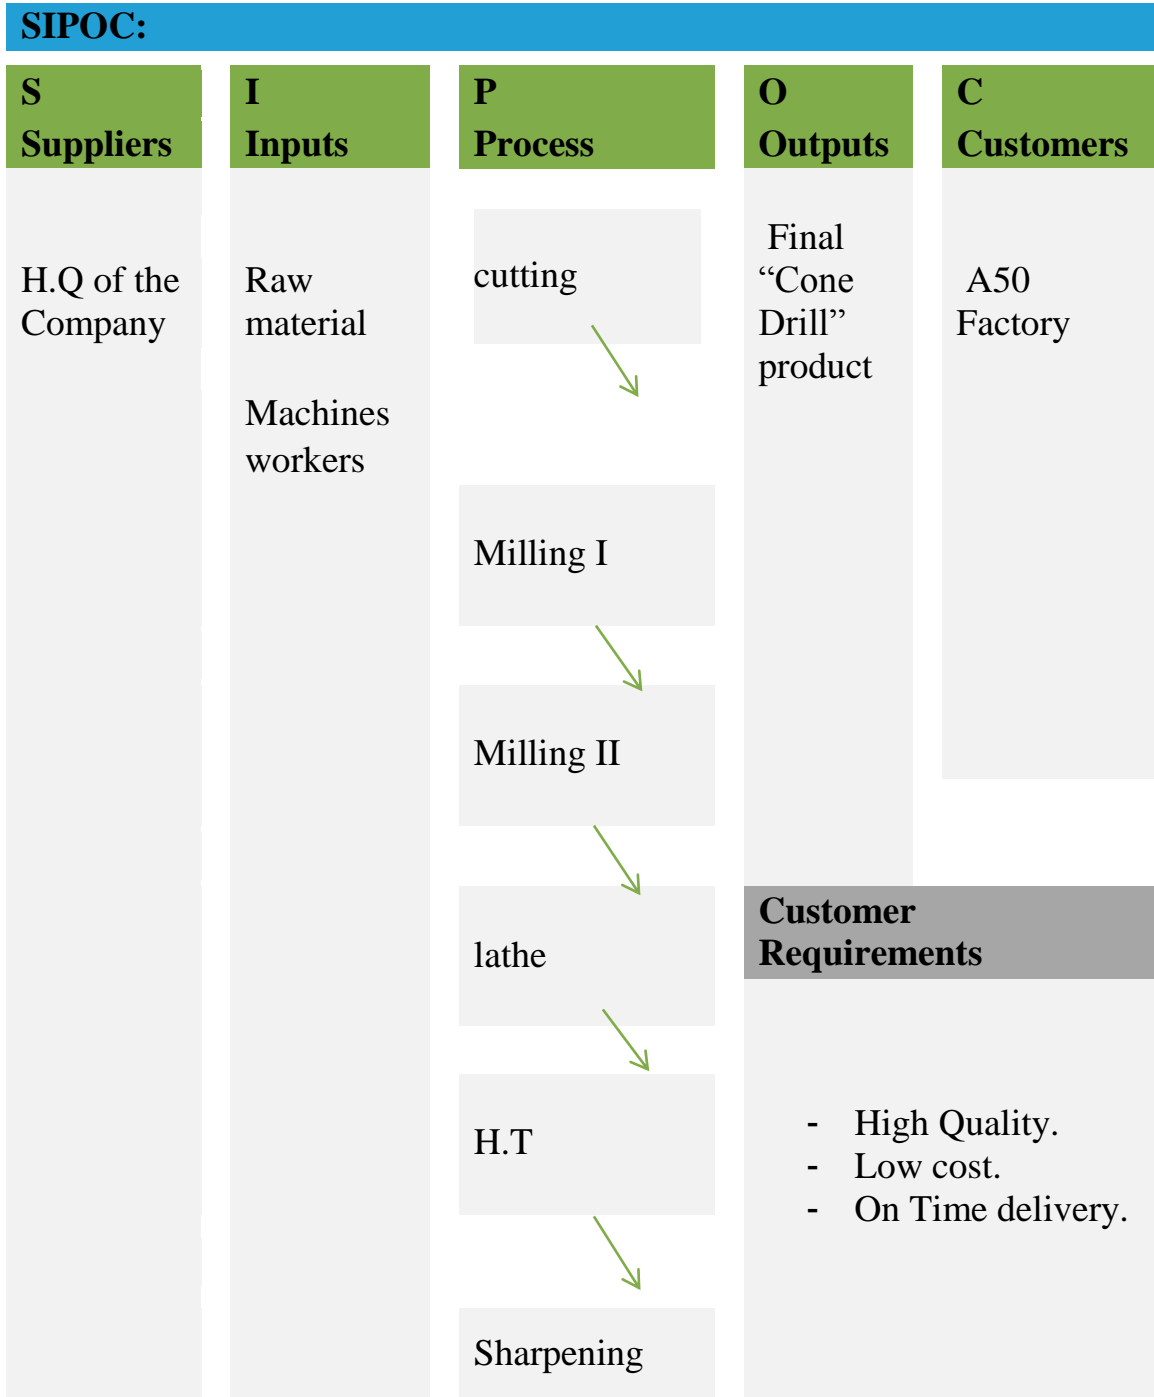 SIPOC:
S
Suppliers
H.Q of the
Company
I
Inputs
Raw
material
Machines
workers
P
Process
cutting
Milling I
Milling II
lathe
H.T
Sharpening
O
Outputs
Final
“Cone
Drill”
product
C
Customers
A50
Factory
Customer
Requirements
- High Quality.
- Low cost.
- On Time delivery.